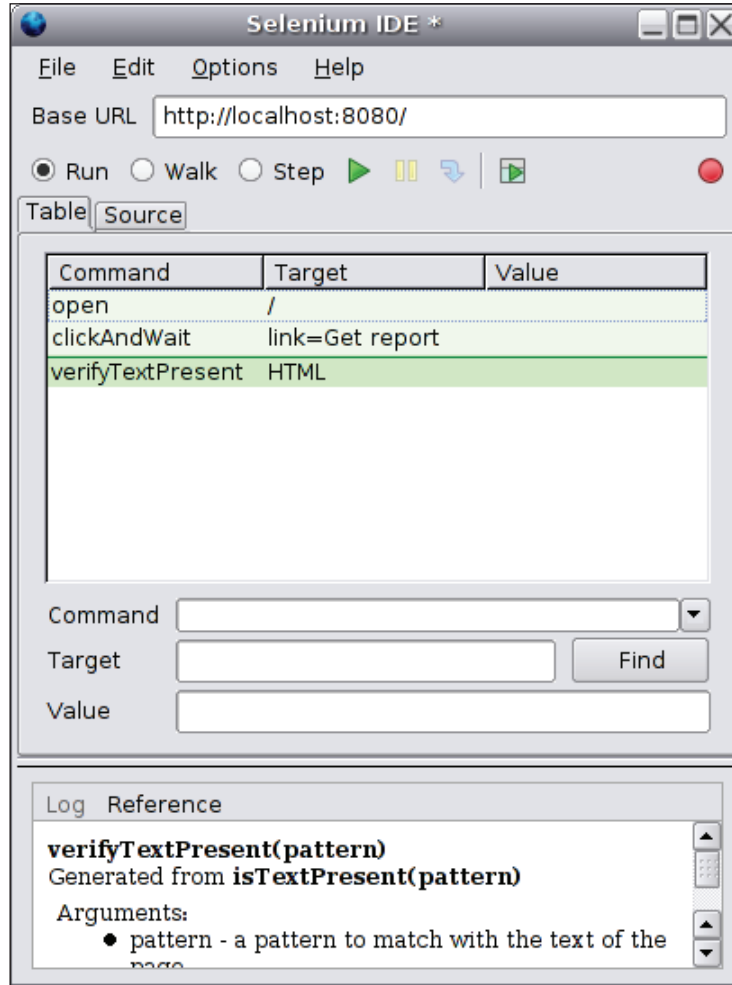 Selenium IDE *
File Edit Options Help
Base URL http://localhost:8080/
Run Walk Step
Table Source
Command Target Value
open /
clickAndWait link=Get report
verifyTextPresent HTML
Command
Target Find
Value
Log Reference
verifyTextPresent(pattern)
Generated from isTextPresent(pattern)
Arguments:
● pattern - a pattern to match with the text of the
page